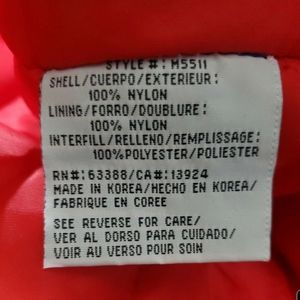 STYLE #: M5511
SHELL/CUERPO/EXTERIEUR:
100% NYLON
LINING/FORRO/DOUBLURE:
100% NYLON
INTERFILL/RELLENO/REMPLISSAGE:
100%POLYESTER/POLIESTER
RN#:63388/CA#:13924
MADE IN KOREA/HECHO EN KOREA/
FABRIQUE EN COREE
SEE REVERSE FOR CARE/
VER AL DORSO PARA CUIDADO/
VOIR AU VERSO POUR SOIN